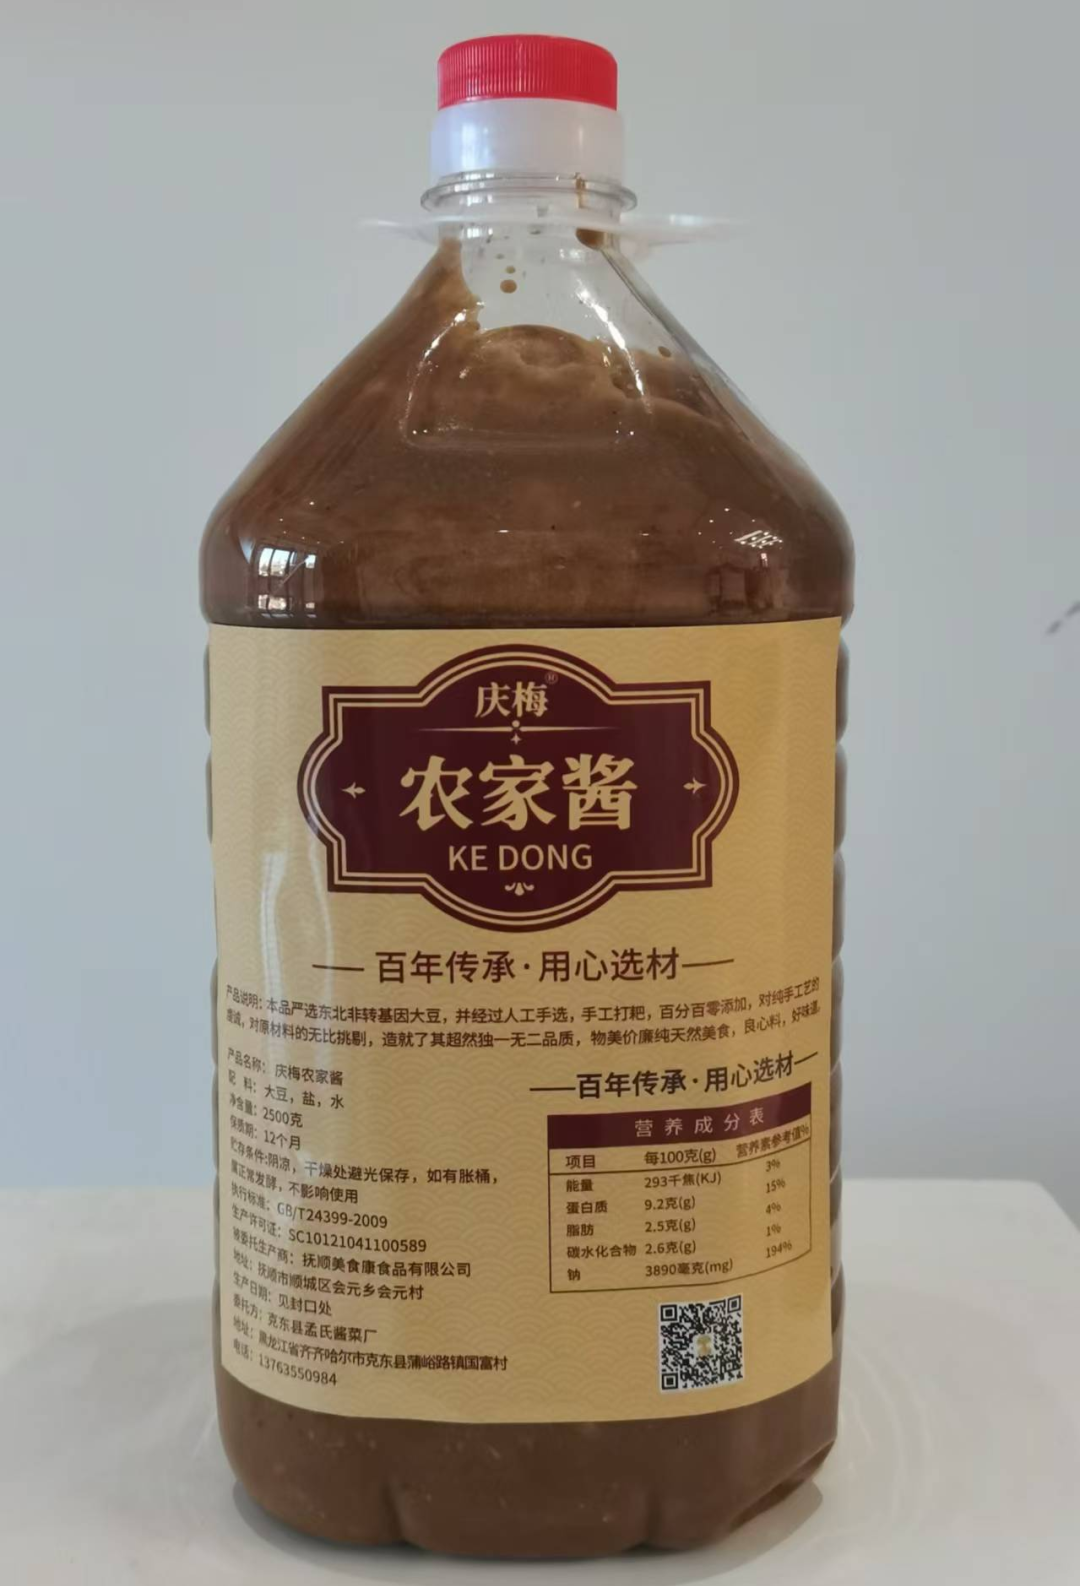 庆梅®
农家酱
KE DONG
百年传承·用心选材
产品说明：本品严选东北非转基因大豆，并经过人工手选，手工打耙，百分百零添加，对纯手工艺的
虔诚，对原材料的无比挑剔，造就了其超然独一无二品质，物美价廉纯天然美食，良心料，好味道。
产品名称：庆梅农家酱
配 料：大豆，盐，水
净含量：2500克
保质期：12个月
贮存条件:阴凉，干燥处避光保存，如有胀桶，
属正常发酵，不影响使用
执行标准：GB/T24399-2009
生产许可证：SC10121041100589
被委托生产商：抚顺美食康食品有限公司
地址：抚顺市顺城区会元乡会元村
生产日期：见封口处
委托方：克东县孟氏酱菜厂
地址：黑龙江省齐齐哈尔市克东县蒲峪路镇国富村
电话：13763550984
百年传承·用心选材
营养成分表
项目 每100克(g) 营养素参考值%
能量 293千焦(KJ) 3%
蛋白质 9.2克(g) 15%
脂肪 2.5克(g) 4%
碳水化合物 2.6克(g) 1%
钠 3890毫克(mg) 194%